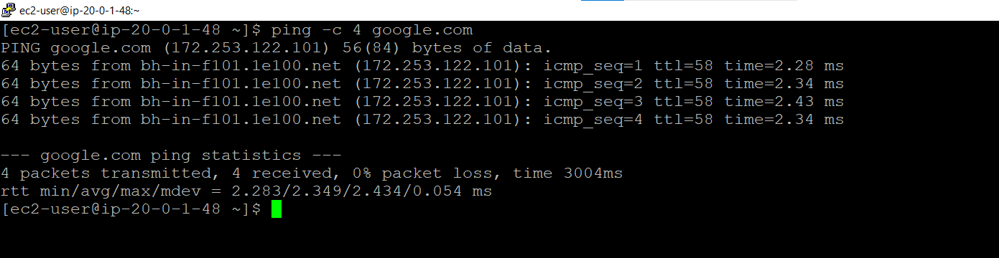 ec2-user@ip-20-0-1-48:~
[ec2-user@ip-20-0-1-48 ~]$ ping -c 4 google.com
PING google.com (172.253.122.101) 56(84) bytes of data.
64 bytes from bh-in-f101.1e100.net (172.253.122.101): icmp_seq=1 ttl=58 time=2.28 ms
64 bytes from bh-in-f101.1e100.net (172.253.122.101): icmp_seq=2 ttl=58 time=2.34 ms
64 bytes from bh-in-f101.1e100.net (172.253.122.101): icmp_seq=3 ttl=58 time=2.43 ms
64 bytes from bh-in-f101.1e100.net (172.253.122.101): icmp_seq=4 ttl=58 time=2.34 ms
--- google.com ping statistics ---
4 packets transmitted, 4 received, 0% packet loss, time 3004ms
rtt min/avg/max/mdev = 2.283/2.349/2.434/0.054 ms
[ec2-user@ip-20-0-1-48 ~]$